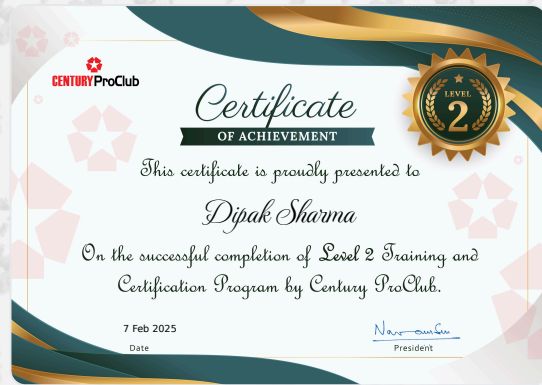 CENTURY ProClub
Certificate
OF ACHIEVEMENT
LEVEL
2
This certificate is proudly presented to
Dipak Sharma
On the successful completion of Level 2 Training and
Certification Program by Century ProClub.
7 Feb 2025
Date
President